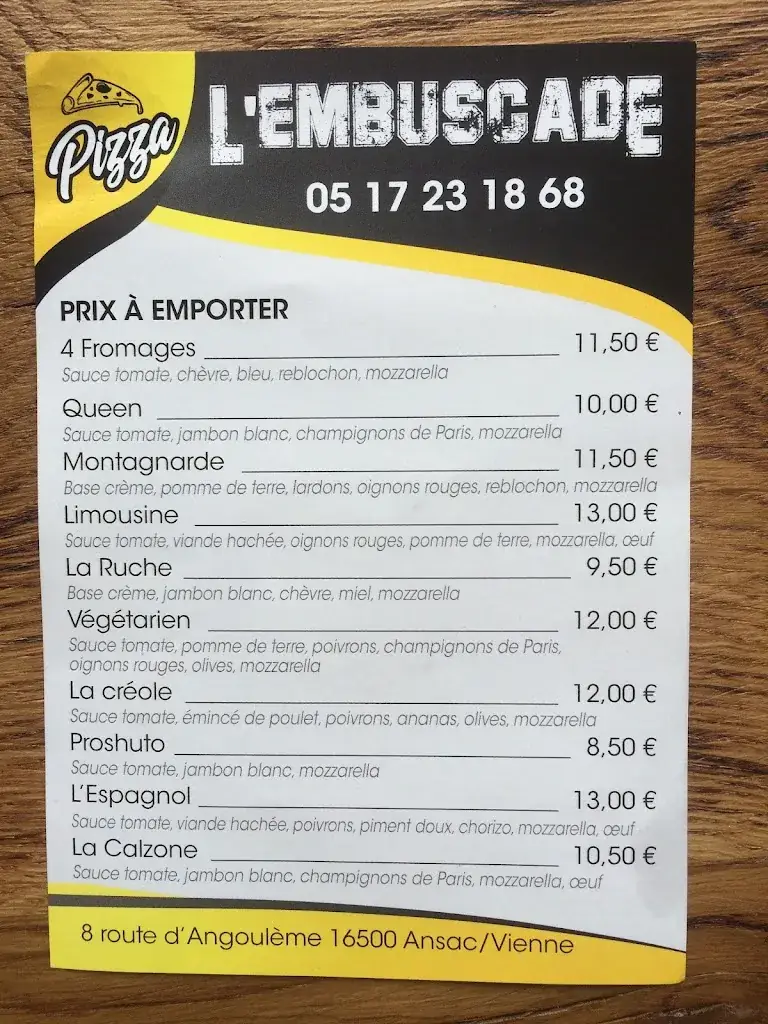 Pizza
L'EMBUSCADE
05 17 23 18 68
PRIX À EMPORTER
4 Fromages 11,50 €
Sauce tomate, chèvre, bleu, reblochon, mozzarella
Queen 10,00 €
Sauce tomate, jambon blanc, champignons de Paris, mozzarella
Montagnarde 11,50 €
Base crème, pomme de terre, lardons, oignons rouges, reblochon, mozzarella
Limousine 13,00 €
Sauce tomate, viande hachée, oignons rouges, pomme de terre, mozzarella, œuf
La Ruche 9,50 €
Base crème, jambon blanc, chèvre, miel, mozzarella
Végétarien 12,00 €
Sauce tomate, pomme de terre, poivrons, champignons de Paris,
oignons rouges, olives, mozzarella
La créole 12,00 €
Sauce tomate, émincé de poulet, poivrons, ananas, olives, mozzarella
Proshuto 8,50 €
Sauce tomate, jambon blanc, mozzarella
L'Espagnol 13,00 €
Sauce tomate, viande hachée, poivrons, piment doux, chorizo, mozzarella, œuf
La Calzone 10,50 €
Sauce tomate, jambon blanc, champignons de Paris, mozzarella, œuf
8 route d'Angoulème 16500 Ansac/Vienne